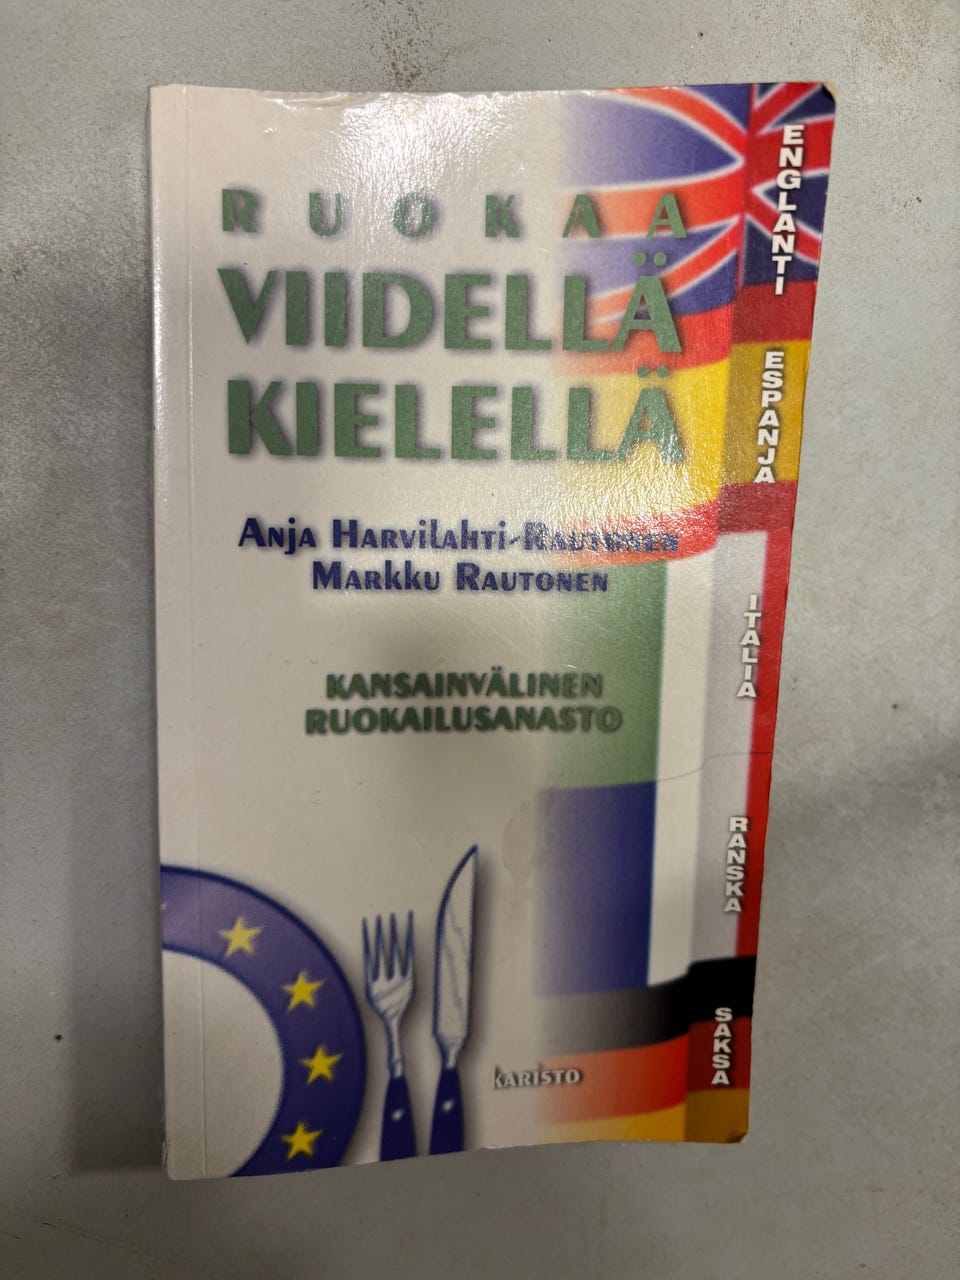 RUOKAA
VIIDELLÄ
KIELELLÄ
Anja Harvilahti-Rautonen
Markku Rautonen
KANSAINVÄLINEN
RUOKAILUSANASTO
KARISTO
ENGLANTI
ESPANJA
ITALIA
RANSKA
SAKSA